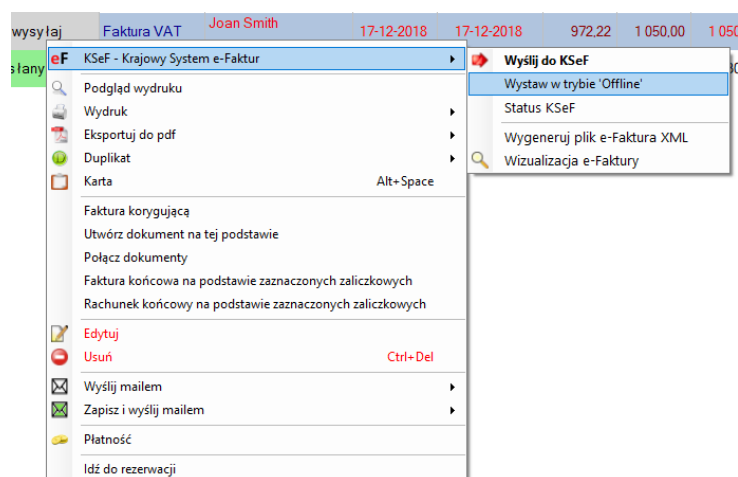 wysyłaj Faktura VAT Joan Smith 17-12-2018 17-12-2018 972,22 1 050,00 1 050
słany
eF KSeF - Krajowy System e-Faktur
Wyślij do KSeF
Wystaw w trybie 'Offline'
Status KSeF
Wygeneruj plik e-Faktura XML
Wizualizacja e-Faktury
Podgląd wydruku
Wydruk
Eksportuj do pdf
Duplikat
Karta Alt+Space
Faktura korygującą
Utwórz dokument na tej podstawie
Połącz dokumenty
Faktura końcowa na podstawie zaznaczonych zaliczkowych
Rachunek końcowy na podstawie zaznaczonych zaliczkowych
Edytuj
Usuń Ctrl+Del
Wyślij mailem
Zapisz i wyślij mailem
Płatność
Idź do rezerwacji